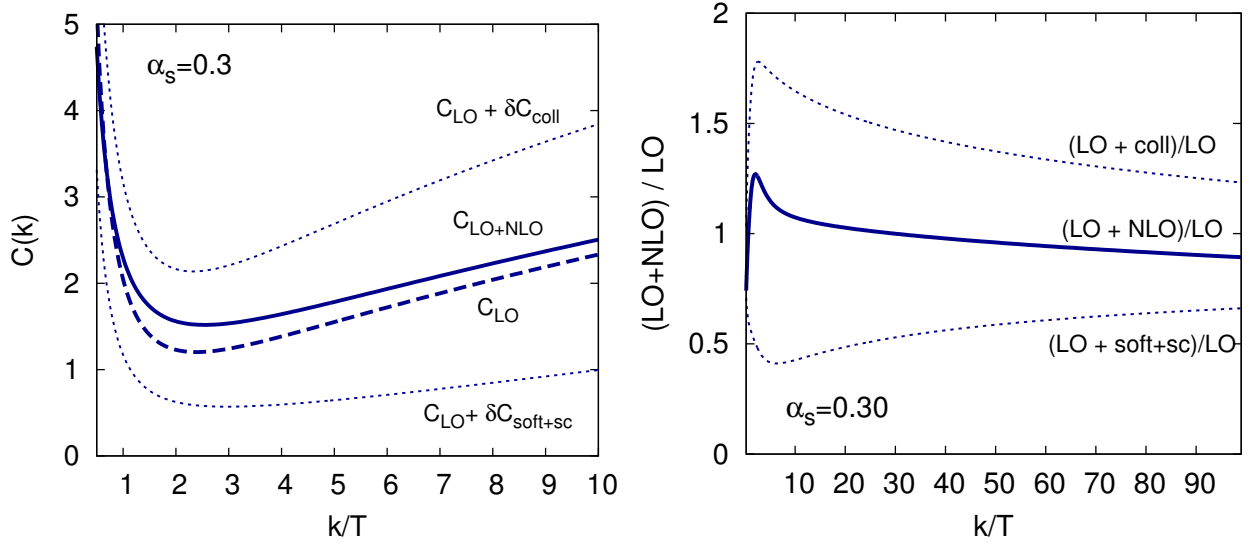 5
4
3
2
1
0
C(k)
α_s=0.3
C_LO + δC_coll
C_LO+NLO
C_LO
C_LO+ δC_soft+sc
1 2 3 4 5 6 7 8 9 10
k/T
2
1.5
1
0.5
0
(LO+NLO) / LO
(LO + coll)/LO
(LO + NLO)/LO
(LO + soft+sc)/LO
α_s=0.30
10 20 30 40 50 60 70 80 90
k/T